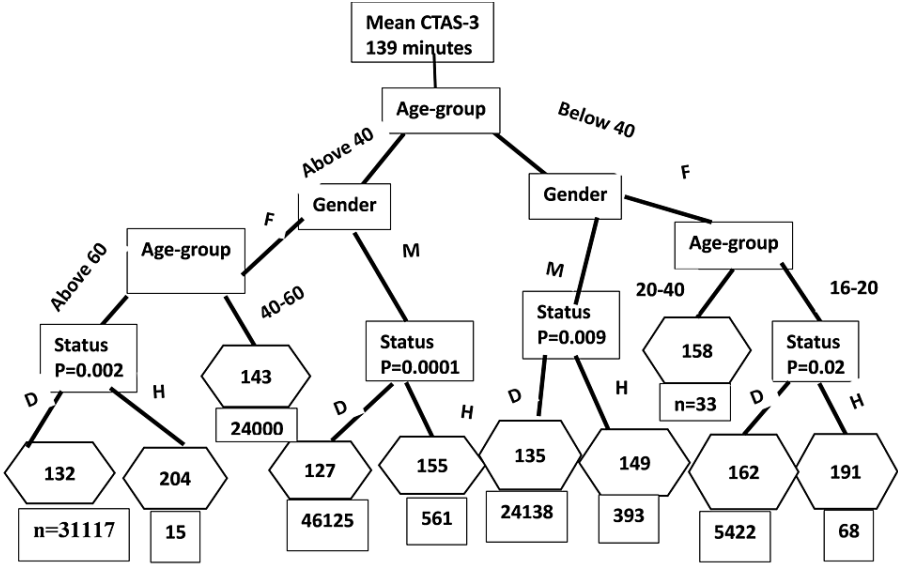 Mean CTAS-3
139 minutes
Age-group
Above 40
Below 40
Gender
Gender
F
F
M
M
Age-group
Age-group
Above 60
40-60
20-40
16-20
Status
P=0.002
Status
P=0.0001
Status
P=0.009
Status
P=0.02
143
24000
158
n=33
D
H
D
H
D
H
D
H
132
204
127
155
135
149
162
191
n=31117
15
46125
561
24138
393
5422
68